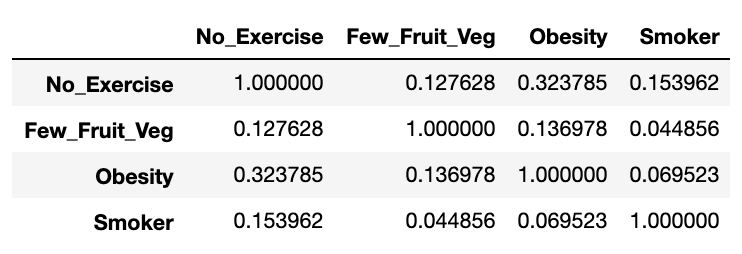 No_Exercise Few_Fruit_Veg Obesity Smoker
No_Exercise 1.000000 0.127628 0.323785 0.153962
Few_Fruit_Veg 0.127628 1.000000 0.136978 0.044856
Obesity 0.323785 0.136978 1.000000 0.069523
Smoker 0.153962 0.044856 0.069523 1.000000